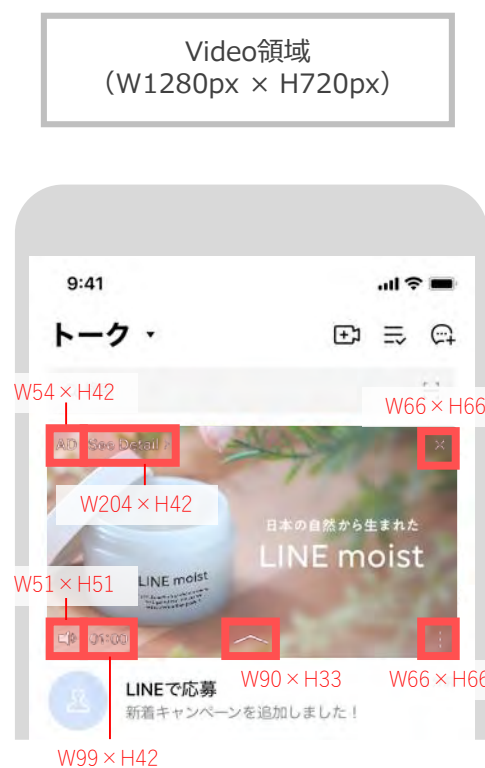 Video領域
（W1280px × H720px）
9:41
トーク
W54×H42
W66×H66
AD
See Detail >
W204×H42
日本の自然から生まれた
LINE moist
LINE moist
W51×H51
01:00
LINEで応募
W90×H33
W66×H66
新着キャンペーンを追加しました！
W99×H42